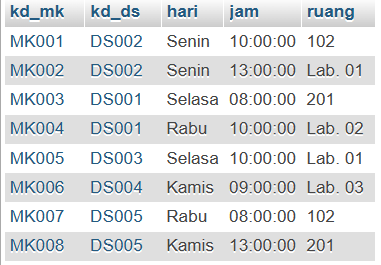 kd_mk kd_ds hari jam ruang
MK001 DS002 Senin 10:00:00 102
MK002 DS002 Senin 13:00:00 Lab. 01
MK003 DS001 Selasa 08:00:00 201
MK004 DS001 Rabu 10:00:00 Lab. 02
MK005 DS003 Selasa 10:00:00 Lab. 01
MK006 DS004 Kamis 09:00:00 Lab. 03
MK007 DS005 Rabu 08:00:00 102
MK008 DS005 Kamis 13:00:00 201